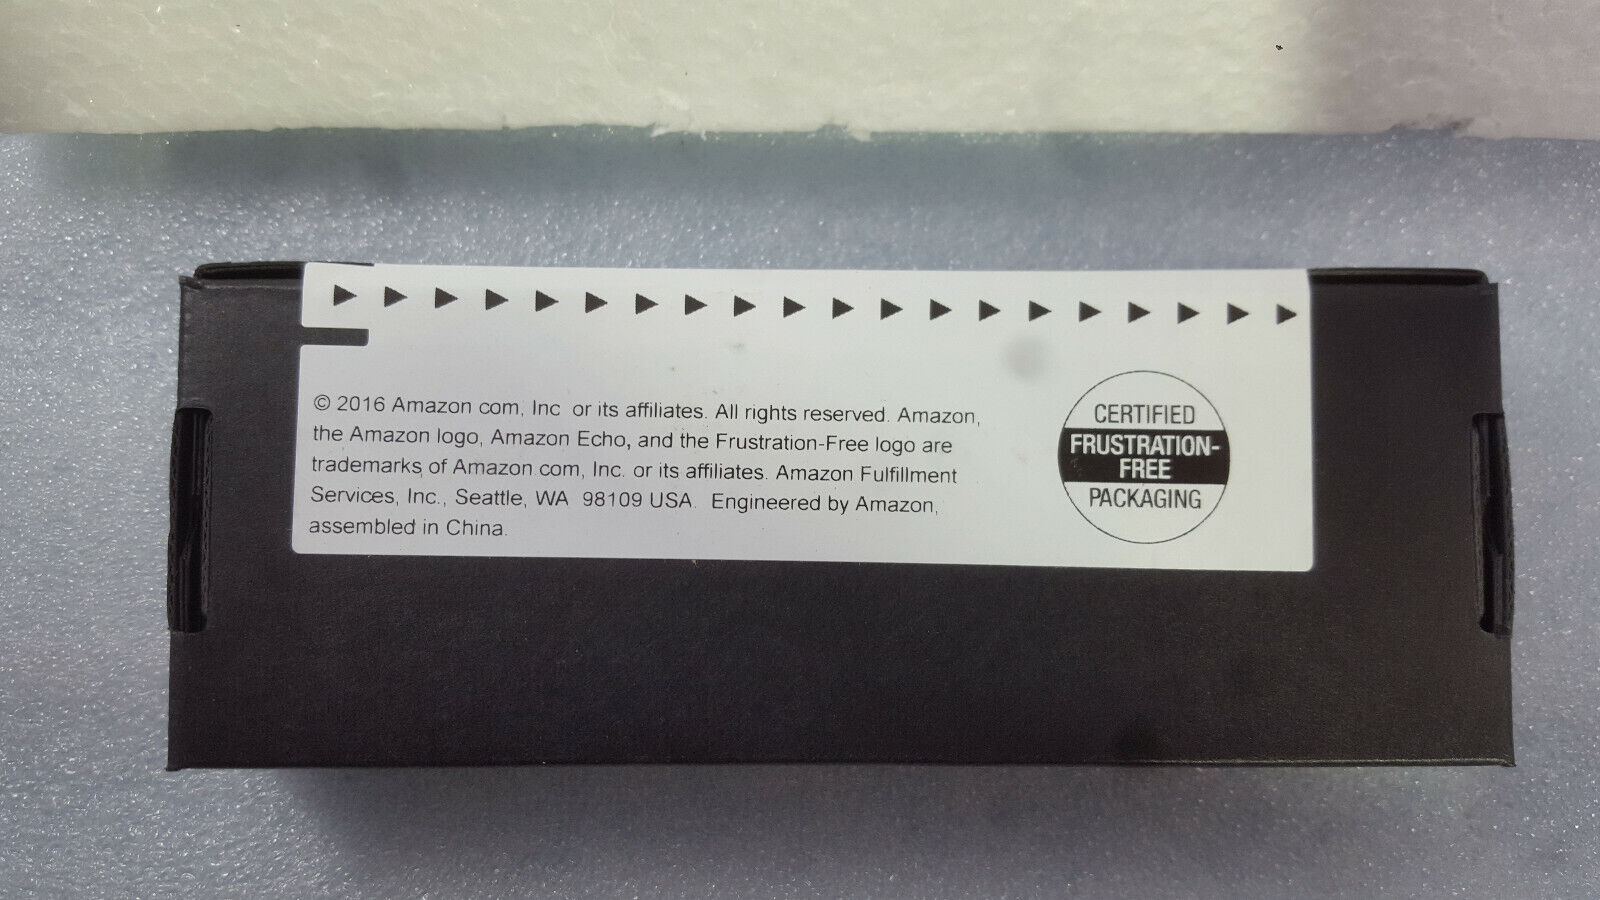 © 2016 Amazon com, Inc or its affiliates. All rights reserved. Amazon,
the Amazon logo, Amazon Echo, and the Frustration-Free logo are
trademarks of Amazon.com, Inc. or its affiliates. Amazon Fulfillment
Services, Inc., Seattle, WA 98109 USA. Engineered by Amazon,
assembled in China.
CERTIFIED
FRUSTRATION-
FREE
PACKAGING